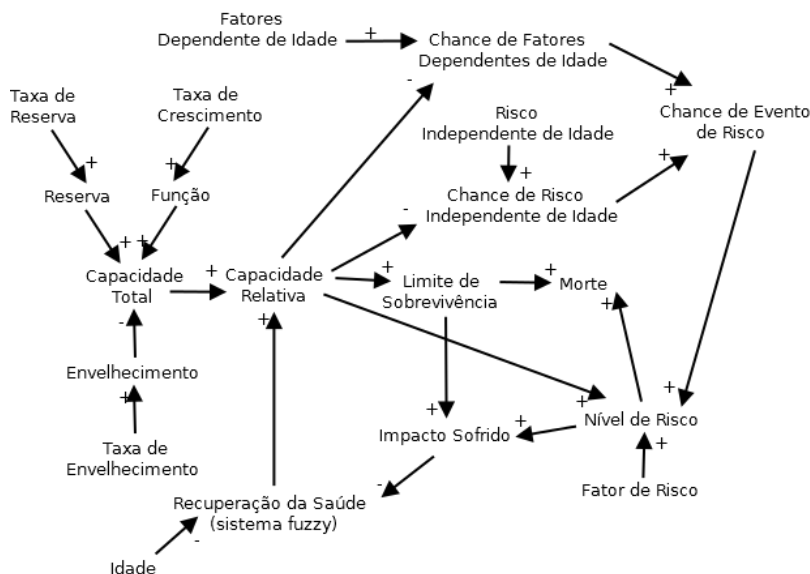 Fatores
Dependente de Idade
+
Chance de Fatores
Dependentes de Idade
-
+
Taxa de
Reserva
Taxa de
Crescimento
Risco
Independente de Idade
Chance de Evento
de Risco
+
+
+
+
Reserva
Função
Chance de Risco
Independente de Idade
-
+ +
Capacidade
Total
+
Capacidade
Relativa
+
Limite de
Sobrevivência
+
Morte
+
-
+
Envelhecimento
+
Taxa de
Envelhecimento
+
+
+
+
Impacto Sofrido
Nível de Risco
+
Fator de Risco
-
Recuperação da Saúde
(sistema fuzzy)
-
Idade